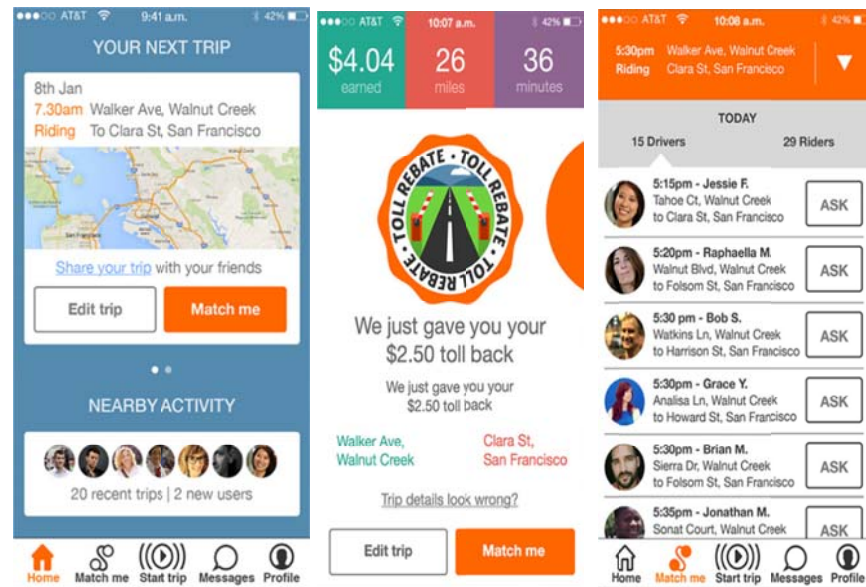 AT&T 9:41 a.m. 42%
YOUR NEXT TRIP
8th Jan
7.30am Walker Ave, Walnut Creek
Riding To Clara St, San Francisco
Share your trip with your friends
Edit trip Match me
NEARBY ACTIVITY
20 recent trips | 2 new users
Home Match me Start trip Messages Profile
AT&T 10:07 a.m. 42%
$4.04 26 36
earned miles minutes
TOLL REBATE · TOLL REBATE ·
We just gave you your
$2.50 toll back
We just gave you your
$2.50 toll back
Walker Ave, Clara St,
Walnut Creek San Francisco
Trip details look wrong?
Edit trip Match me
AT&T 10:08 a.m. 42%
5:30pm Walker Ave, Walnut Creek
Riding Clara St, San Francisco
TODAY
15 Drivers 29 Riders
5:15pm - Jessie F.
Tahoe Ct, Walnut Creek
to Clara St, San Francisco
ASK
5:20pm - Raphaella M.
Walnut Blvd, Walnut Creek
to Folsom St, San Francisco
ASK
5:30 pm - Bob S.
Watkins Ln, Walnut Creek
to Harrison St, San Francisco
ASK
5:30pm - Grace Y.
Analisa Ln, Walnut Creek
to Howard St, San Francisco
ASK
5:30pm - Brian M.
Sierra Dr, Walnut Creek
to Folsom St, San Francisco
ASK
5:35pm - Jonathan M.
Sonat Court, Walnut Creek
ASK
Home Match me Start trip Messages Profile